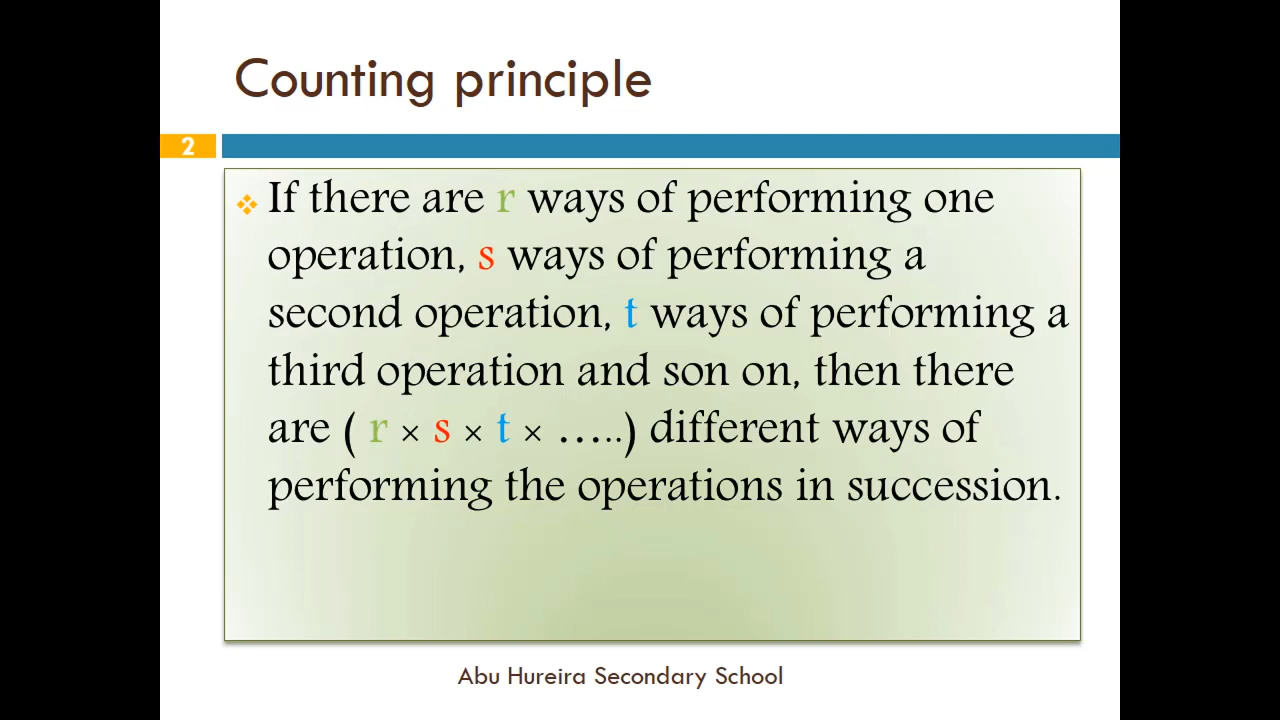 Counting principle
2
❖ If there are r ways of performing one
operation, s ways of performing a
second operation, t ways of performing a
third operation and son on, then there
are ( r × s × t × …..) different ways of
performing the operations in succession.
Abu Hureira Secondary School